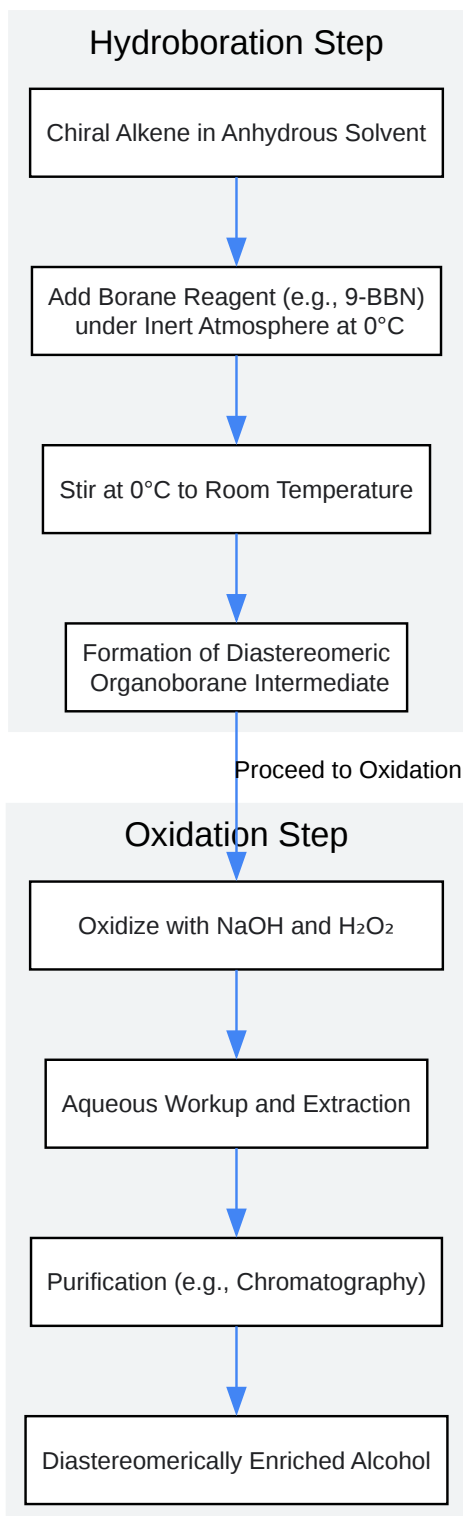 Hydroboration Step
Chiral Alkene in Anhydrous Solvent
Add Borane Reagent (e.g., 9-BBN)
under Inert Atmosphere at 0°C
Stir at 0°C to Room Temperature
Formation of Diastereomeric
Organoborane Intermediate
Proceed to Oxidation
Oxidation Step
Oxidize with NaOH and H₂O₂
Aqueous Workup and Extraction
Purification (e.g., Chromatography)
Diastereomerically Enriched Alcohol